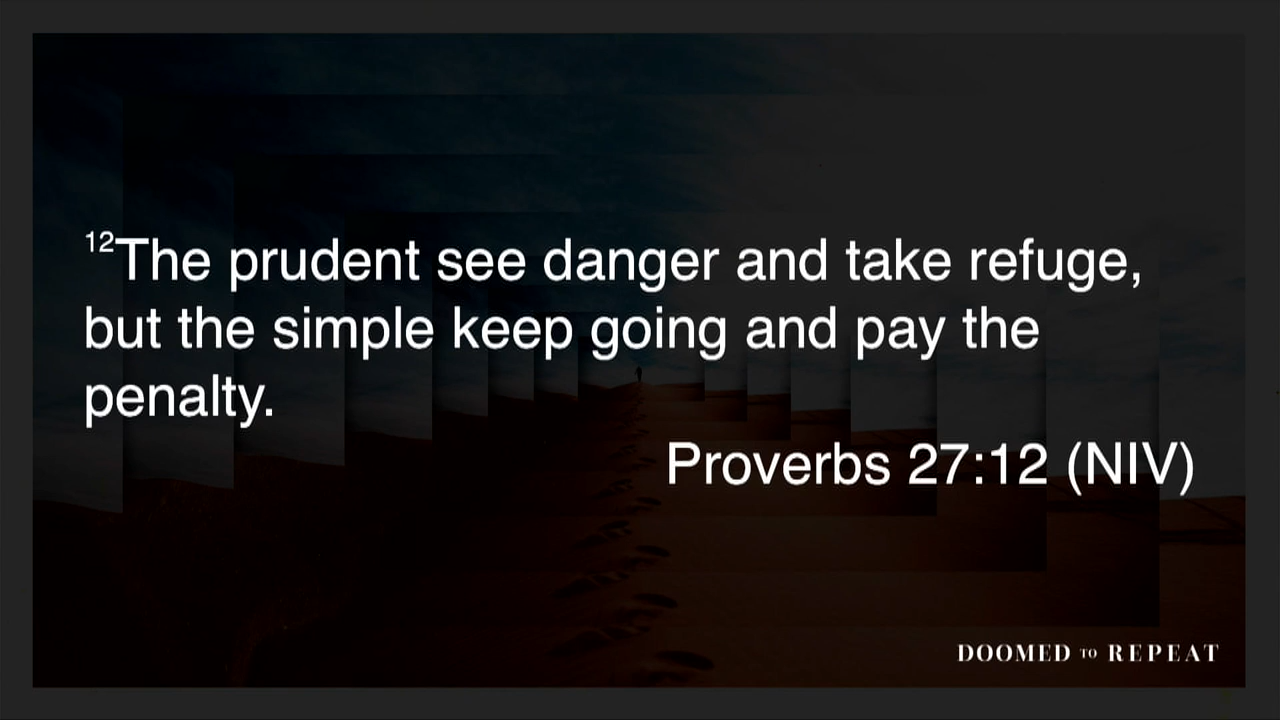 12The prudent see danger and take refuge,
but the simple keep going and pay the
penalty.
Proverbs 27:12 (NIV)
DOOMED TO REPEAT